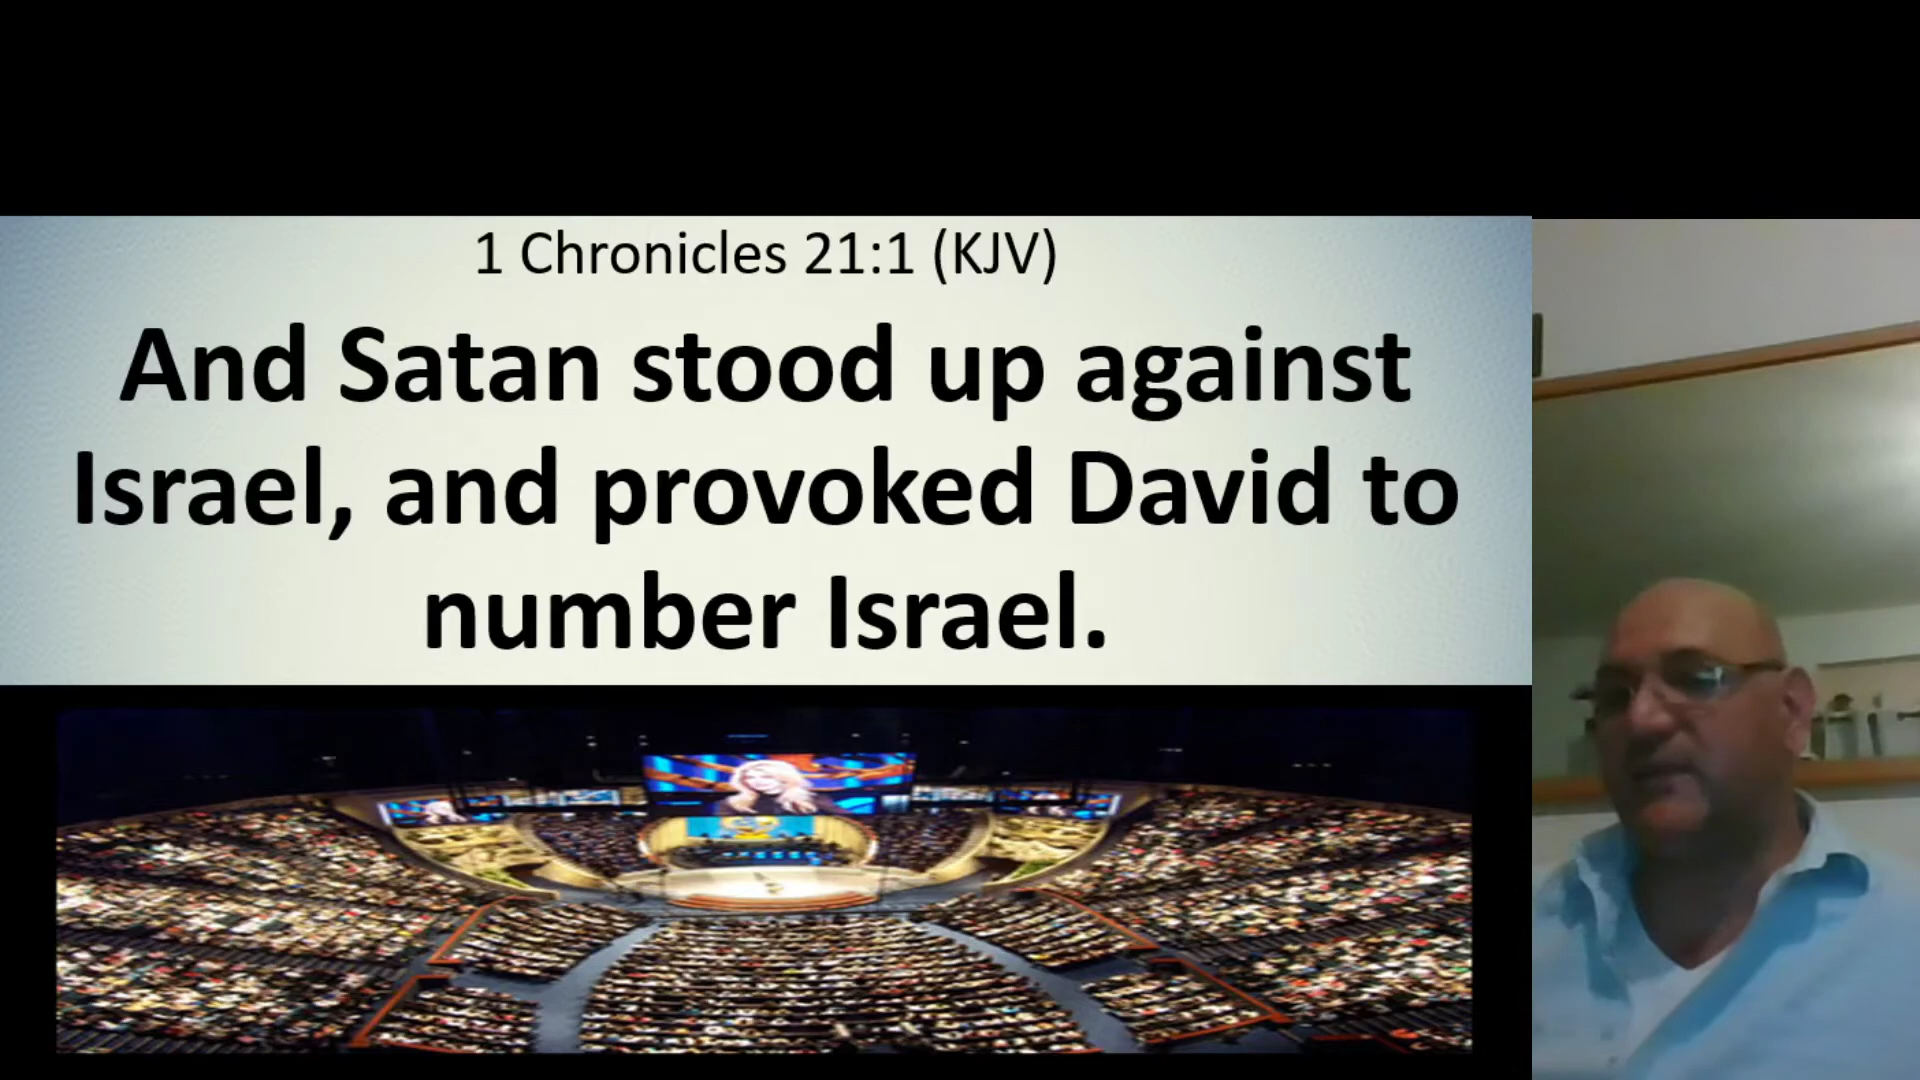 1 Chronicles 21:1 (KJV)
And Satan stood up against
Israel, and provoked David to
number Israel.